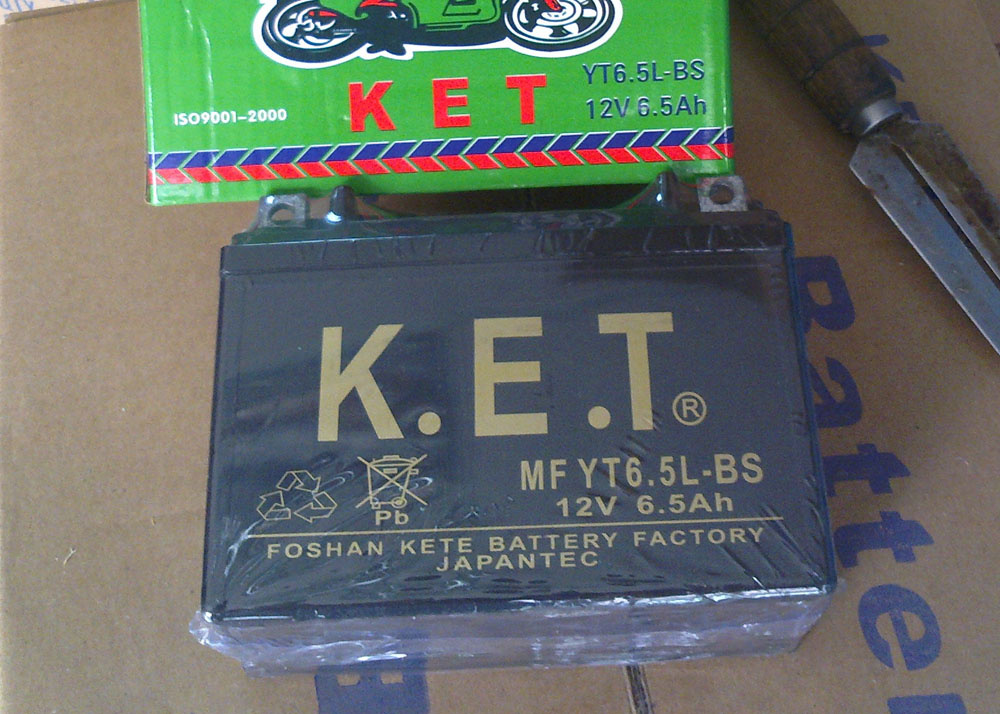 KET
YT6.5L-BS
ISO9001-2000
12V 6.5Ah
K.E.T.®
MF YT6.5L-BS
12V 6.5Ah
Pb
FOSHAN KETE BATTERY FACTORY
JAPANTEC
Batter